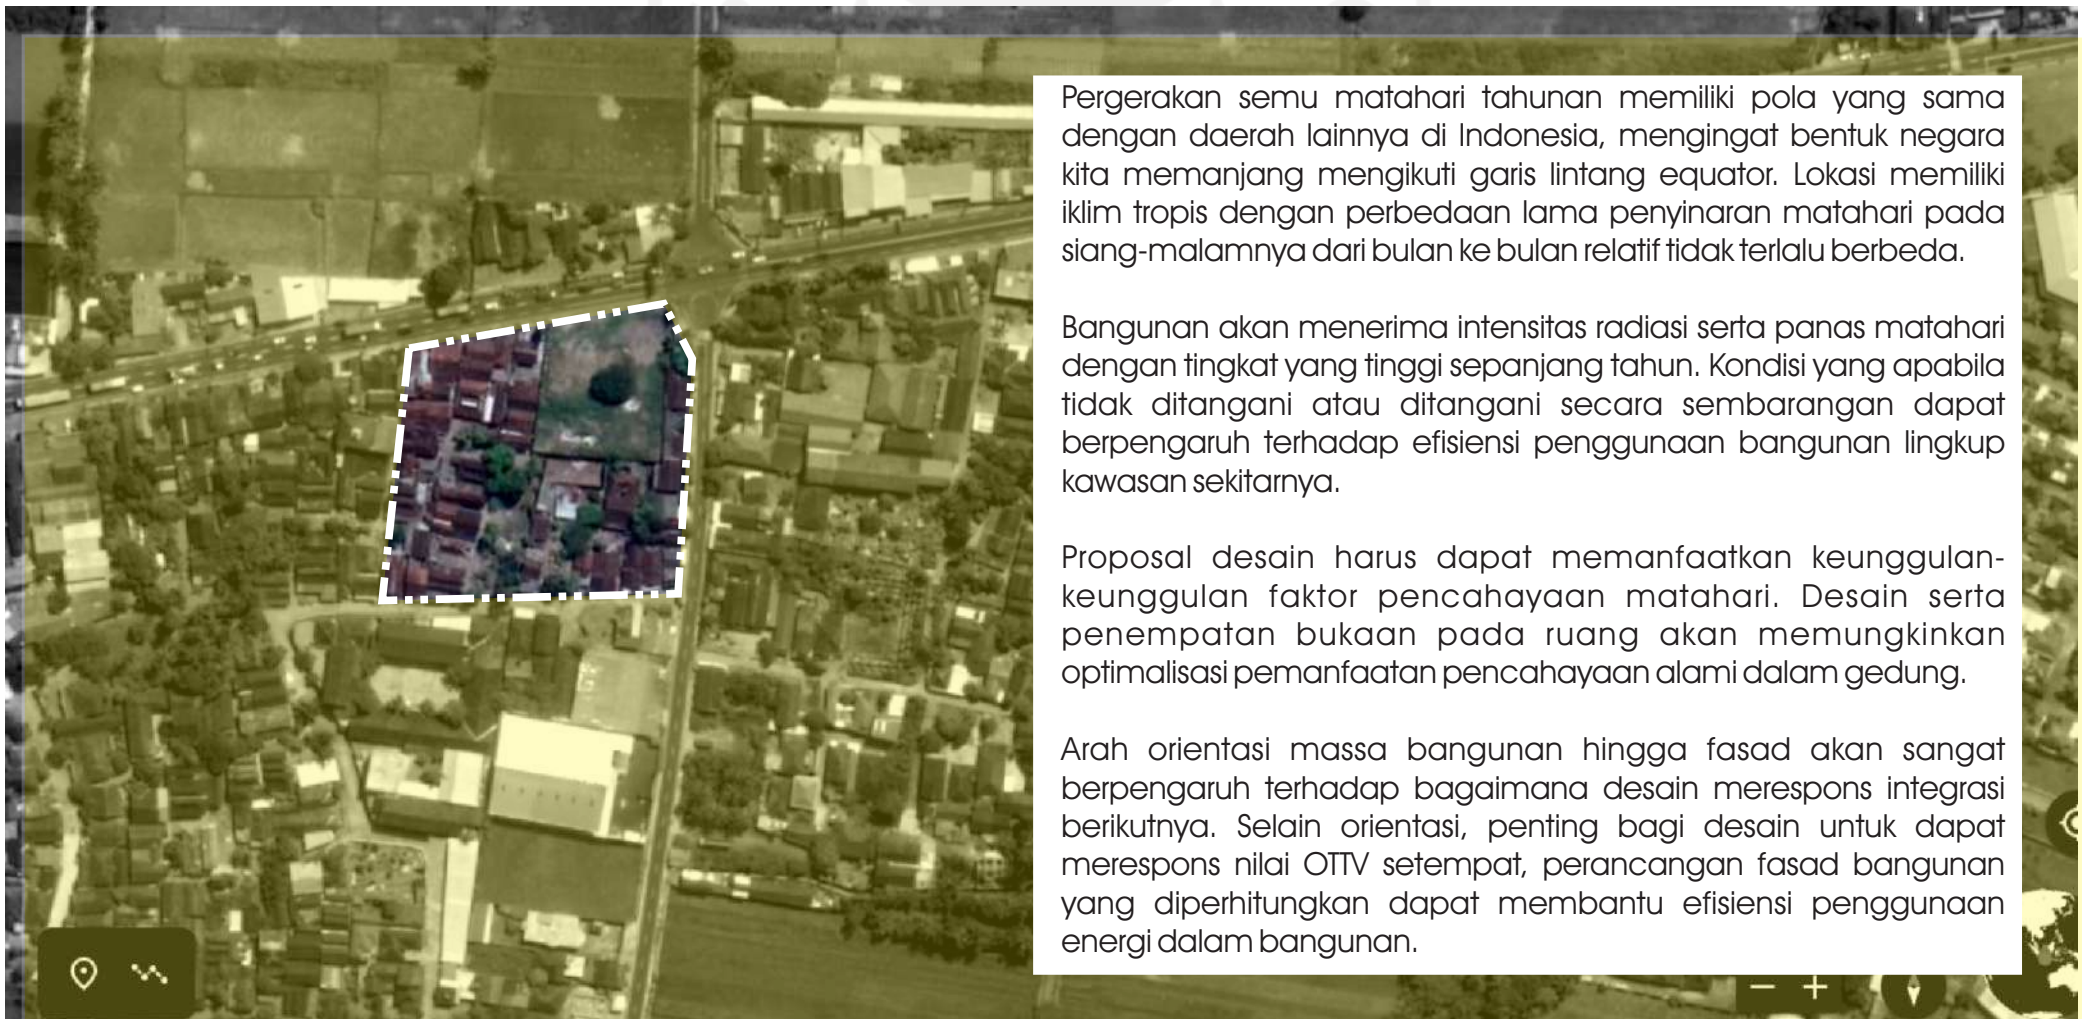 Pergerakan semu matahari tahunan memiliki pola yang sama
dengan daerah lainnya di Indonesia, mengingat bentuk negara
kita memanjang mengikuti garis lintang equator. Lokasi memiliki
iklim tropis dengan perbedaan lama penyinaran matahari pada
siang-malamnya dari bulan ke bulan relatif tidak terlalu berbeda.
Bangunan akan menerima intensitas radiasi serta panas matahari
dengan tingkat yang tinggi sepanjang tahun. Kondisi yang apabila
tidak ditangani atau ditangani secara sembarangan dapat
berpengaruh terhadap efisiensi penggunaan bangunan lingkup
kawasan sekitarnya.
Proposal desain harus dapat memanfaatkan keunggulan-
keunggulan faktor pencahayaan matahari. Desain serta
penempatan bukaan pada ruang akan memungkinkan
optimalisasi pemanfaatan pencahayaan alami dalam gedung.
Arah orientasi massa bangunan hingga fasad akan sangat
berpengaruh terhadap bagaimana desain merespons integrasi
berikutnya. Selain orientasi, penting bagi desain untuk dapat
merespons nilai OTTV setempat, perancangan fasad bangunan
yang diperhitungkan dapat membantu efisiensi penggunaan
energi dalam bangunan.